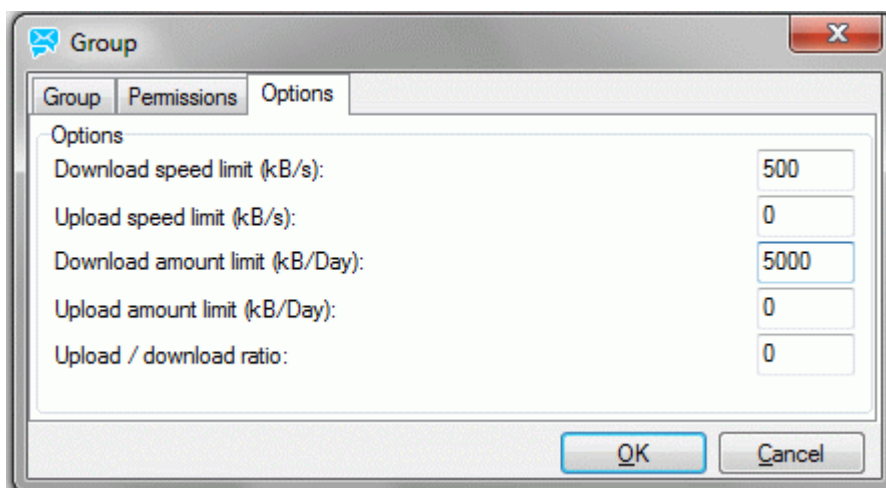 Group
Group Permissions Options
Options
Download speed limit (kB/s): 500
Upload speed limit (kB/s): 0
Download amount limit (kB/Day): 5000
Upload amount limit (kB/Day): 0
Upload / download ratio: 0
OK Cancel